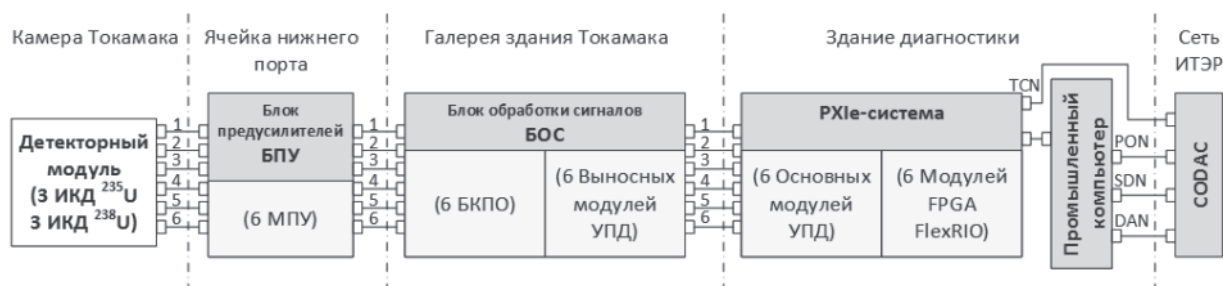 Камера Токамака
Ячейка нижнего
порта
Галерея здания Токамака
Здание диагностики
Сеть
ИТЭР
Детекторный
модуль
(3 ИКД ²³⁵U
3 ИКД ²³⁸U)
1
2
3
4
5
6
Блок
предусилителей
БПУ
(6 МПУ)
1
2
3
4
5
6
Блок обработки сигналов
БОС
(6 БКПО)
(6 Выносных
модулей
УПД)
1
2
3
4
5
6
PXIe-система
(6 Основных
модулей
УПД)
(6 Модулей
FPGA
FlexRIO)
TCN
Промышленный
компьютер
PON
SDN
DAN
CODAC